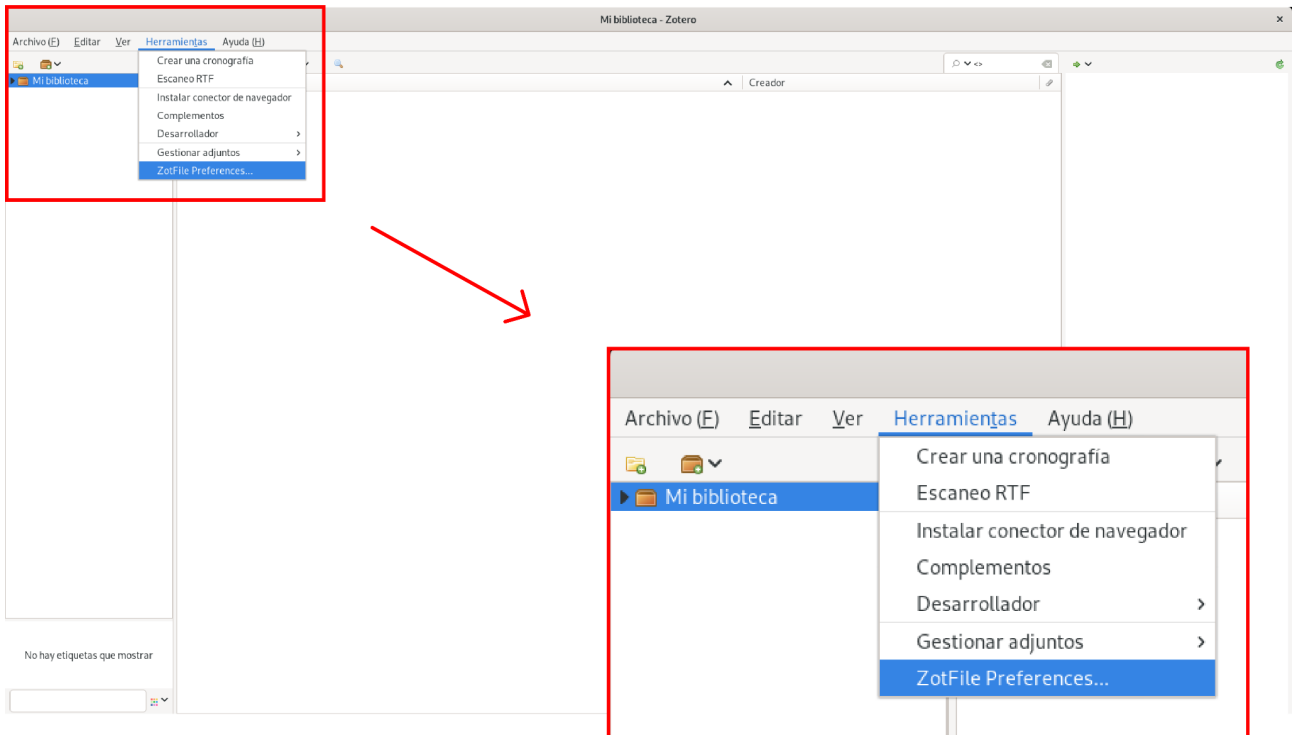 Mi biblioteca - Zotero
Archivo (F) Editar Ver Herramientas Ayuda (H)
Crear una cronografía
Mi biblioteca
Escaneo RTF
Creador
Instalar conector de navegador
Complementos
Desarrollador
Gestionar adjuntos
ZotFile Preferences...
No hay etiquetas que mostrar
Archivo (F) Editar Ver Herramientas Ayuda (H)
Crear una cronografía
Mi biblioteca
Escaneo RTF
Instalar conector de navegador
Complementos
Desarrollador
Gestionar adjuntos
ZotFile Preferences...